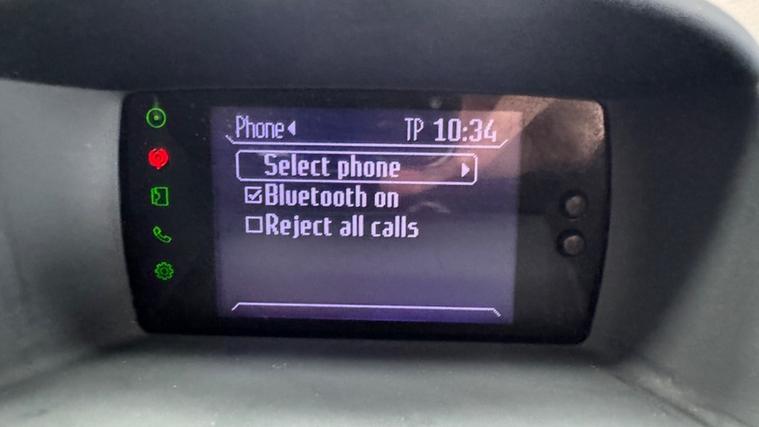 Phone
TP 10:34
Select phone
Bluetooth on
Reject all calls